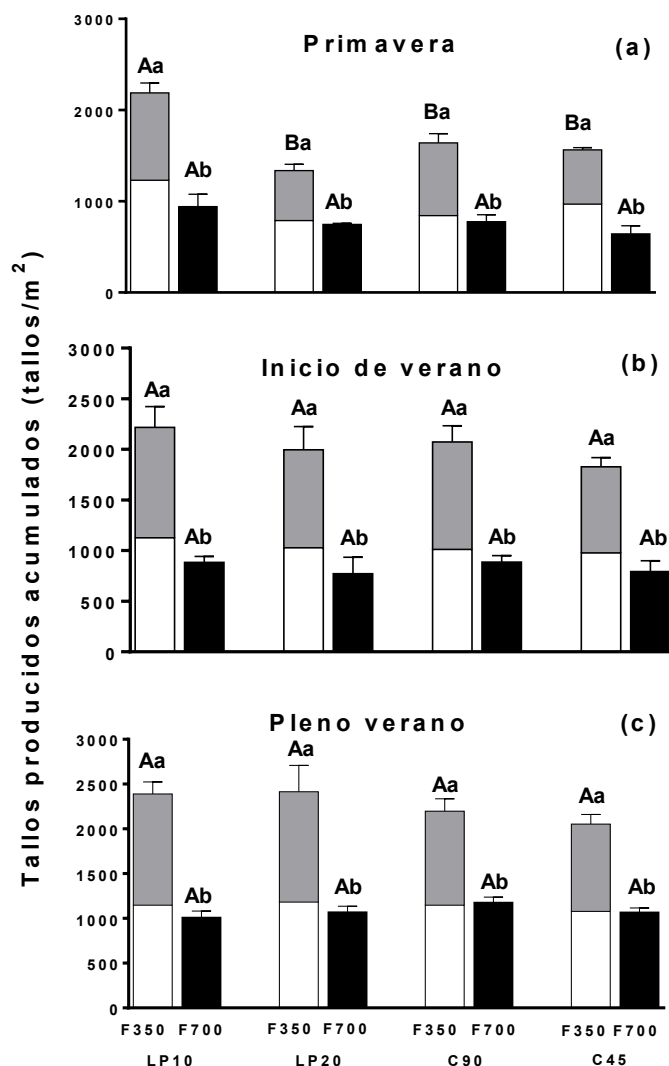 Tallos producidos acumulados (tallos/m²)
Primavera (a)
3000
2000
1000
0
Aa Ab Ba Ab Ba Ab Ba Ab
Inicio de verano (b)
3000
2500
2000
1500
1000
500
0
Aa Ab Aa Ab Aa Ab Aa Ab
Pleno verano (c)
3000
2500
2000
1500
1000
500
0
Aa Ab Aa Ab Aa Ab Aa Ab
F350 F700 F350 F700 F350 F700 F350 F700
LP10 LP20 C90 C45